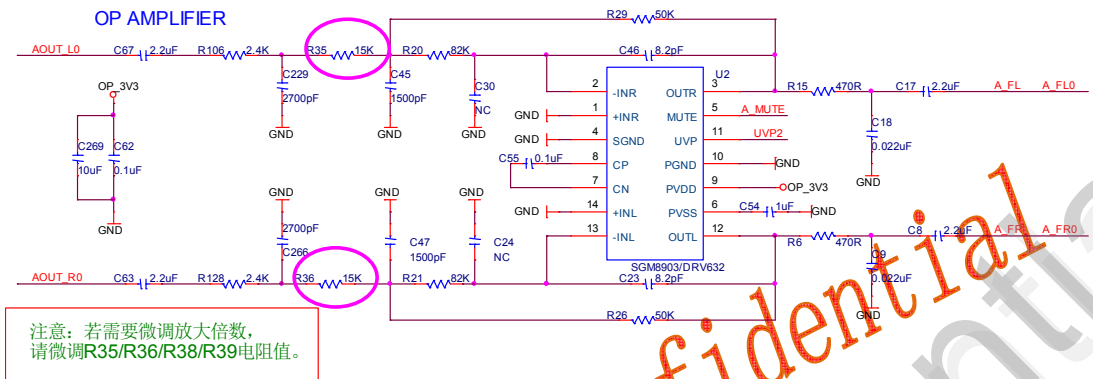 OP AMPLIFIER
R29 50K
AOUT_L0 C67 2.2uF R106 2.4K R35 15K R20 82K C46 8.2pF
C229
2700pF
GND
C45
1500pF
GND
C30
NC
GND
OP_3V3
C269
10uF
C62
0.1uF
GND
U2
2 -INR OUTR 3
GND 1 +INR MUTE 5 A_MUTE
GND 4 SGND UVP 11 UVP2
C55 0.1uF 8 CP PGND 10 GND
7 CN PVDD 9 OP_3V3
GND 14 +INL PVSS 6 C54 1uF GND
13 -INL OUTL 12
SGM8903/DRV632
R15 470R C17 2.2uF A_FL A_FL0
C18
0.022uF
GND
R6 470R C8 2.2uF A_FR A_FR0
C9
0.022uF
GND
GND
2700pF
C266
GND
C47
1500pF
GND
C24
NC
AOUT_R0 C63 2.2uF R128 2.4K R36 15K R21 82K C23 8.2pF
R26 50K
注意：若需要微调放大倍数，
请微调R35/R36/R38/R39电阻值。
fidential